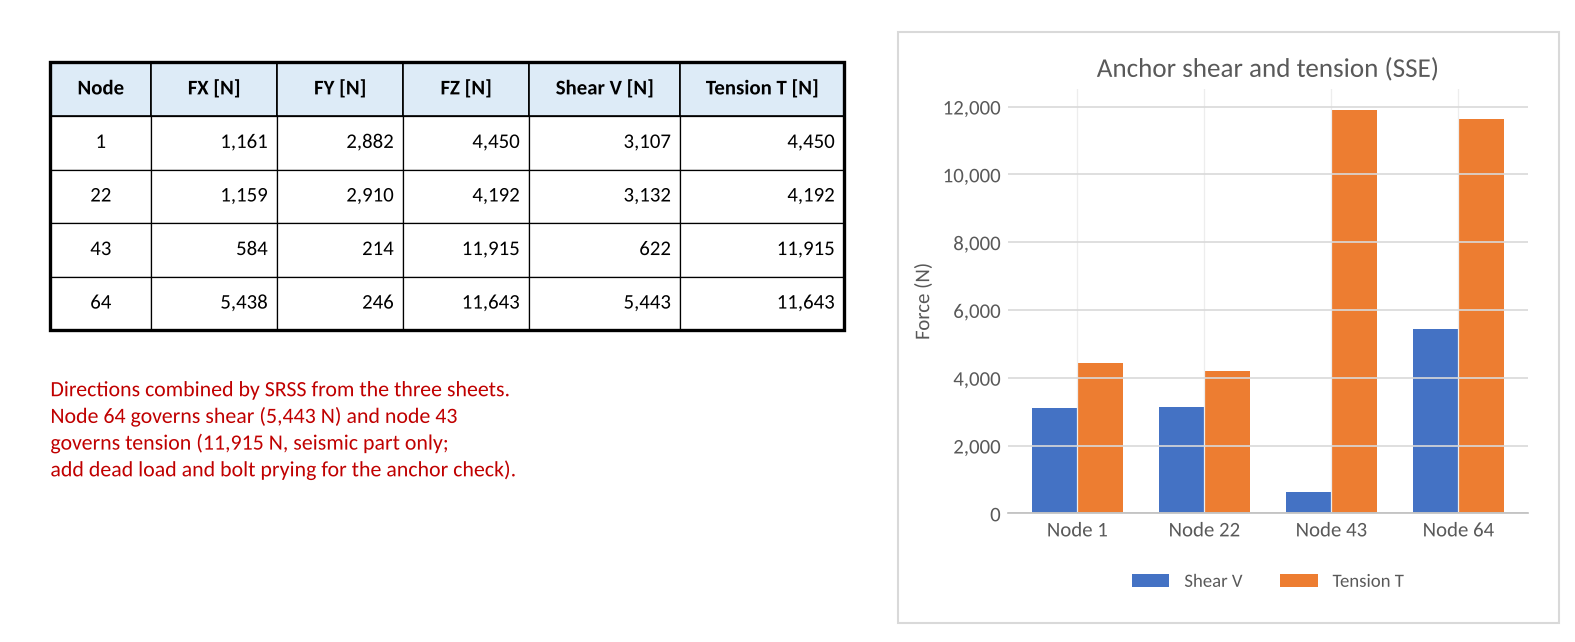 Node FX [N] FY [N] FZ [N] Shear V [N] Tension T [N]
1 1,161 2,882 4,450 3,107 4,450
22 1,159 2,910 4,192 3,132 4,192
43 584 214 11,915 622 11,915
64 5,438 246 11,643 5,443 11,643
Directions combined by SRSS from the three sheets.
Node 64 governs shear (5,443 N) and node 43
governs tension (11,915 N, seismic part only;
add dead load and bolt prying for the anchor check).
Anchor shear and tension (SSE)
Force (N)
12,000
10,000
8,000
6,000
4,000
2,000
0
Node 1 Node 22 Node 43 Node 64
Shear V Tension T